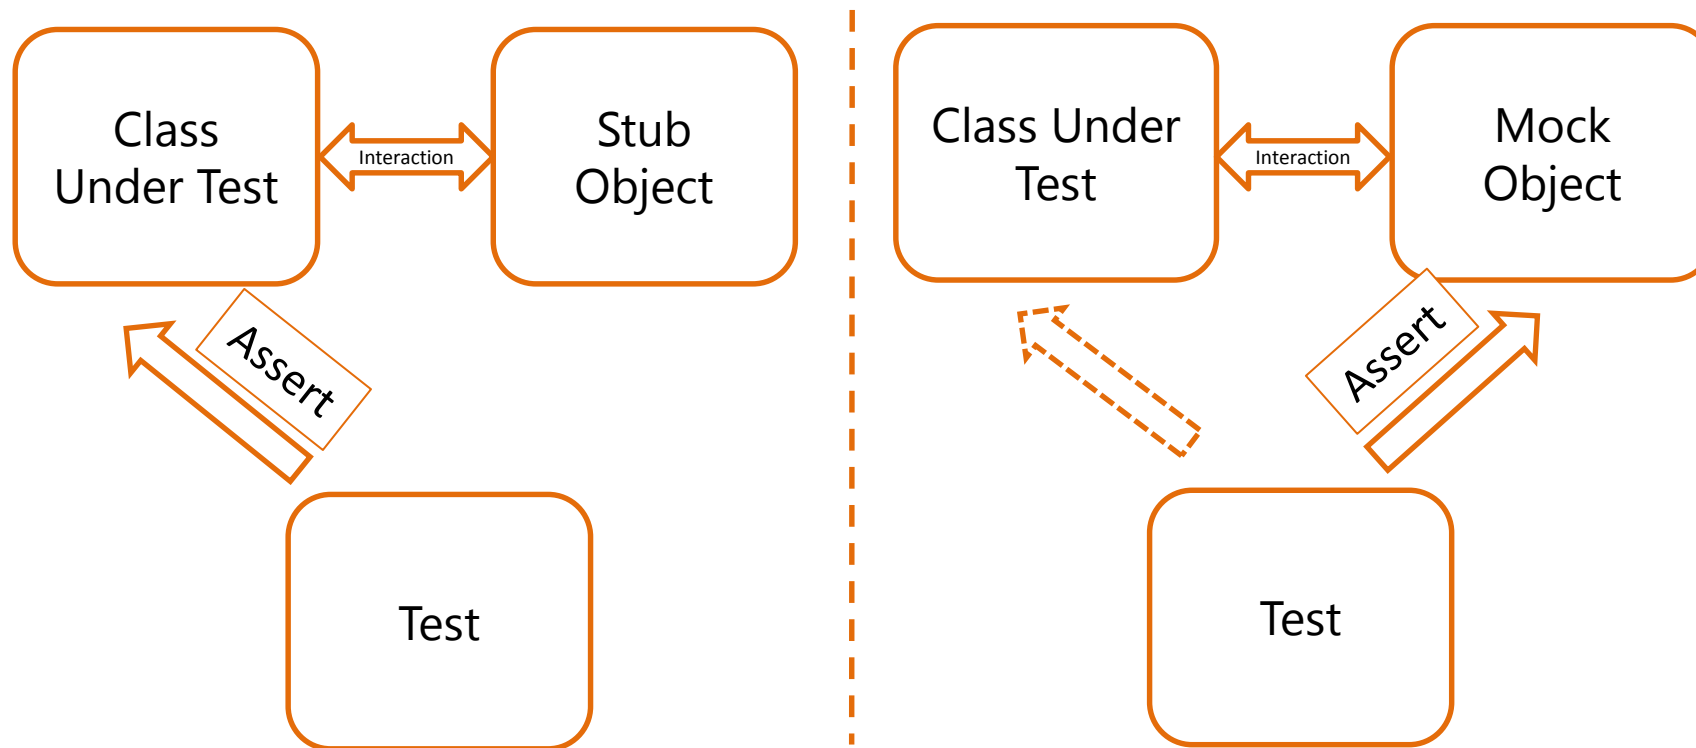 Class
Under Test
Interaction
Stub
Object
Assert
Test
Class Under
Test
Interaction
Mock
Object
Assert
Test